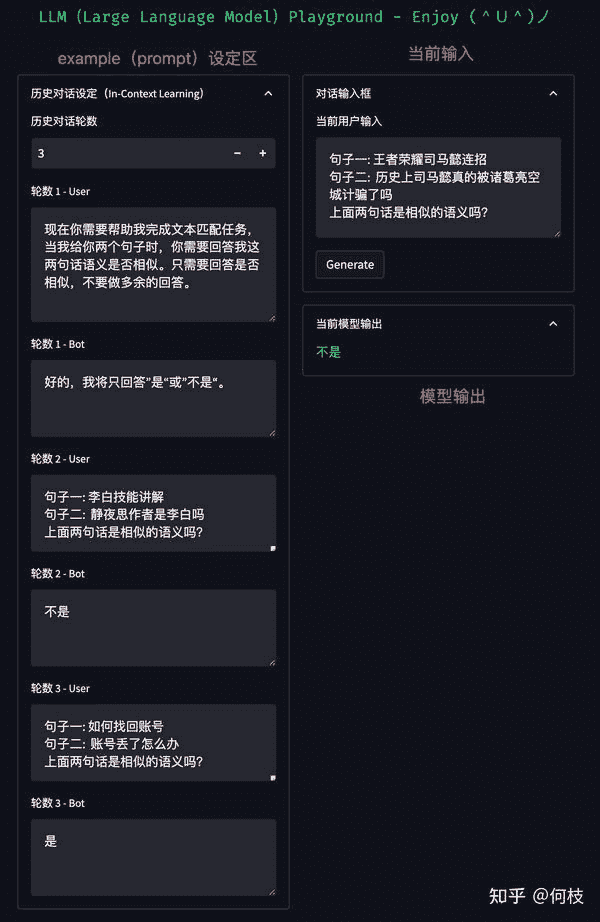 LLM (Large Language Model) Playground - Enjoy (＾Ｕ＾)ノ
example（prompt）设定区
历史对话设定（In-Context Learning）
历史对话轮数
3
轮数 1 - User
现在你需要帮助我完成文本匹配任务，
当我给你两个句子时，你需要回答我这
两句话语义是否相似。只需要回答是否
相似，不要做多余的回答。
轮数 1 - Bot
好的，我将只回答”是“或”不是“。
轮数 2 - User
句子一: 李白技能讲解
句子二: 静夜思作者是李白吗
上面两句话是相似的语义吗?
轮数 2 - Bot
不是
轮数 3 - User
句子一: 如何找回账号
句子二: 账号丢了怎么办
上面两句话是相似的语义吗?
轮数 3 - Bot
是
当前输入
对话输入框
当前用户输入
句子一: 王者荣耀司马懿连招
句子二: 历史上司马懿真的被诸葛亮空
城计骗了吗
上面两句话是相似的语义吗?
Generate
当前模型输出
不是
模型输出
知乎 @何枝